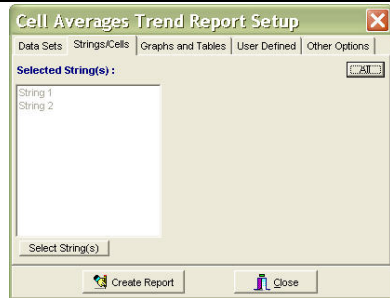 Cell Averages Trend Report Setup
Data Sets Strings/Cells Graphs and Tables User Defined Other Options
Selected String(s) : All
String 1
String 2
Select String(s)
Create Report Close